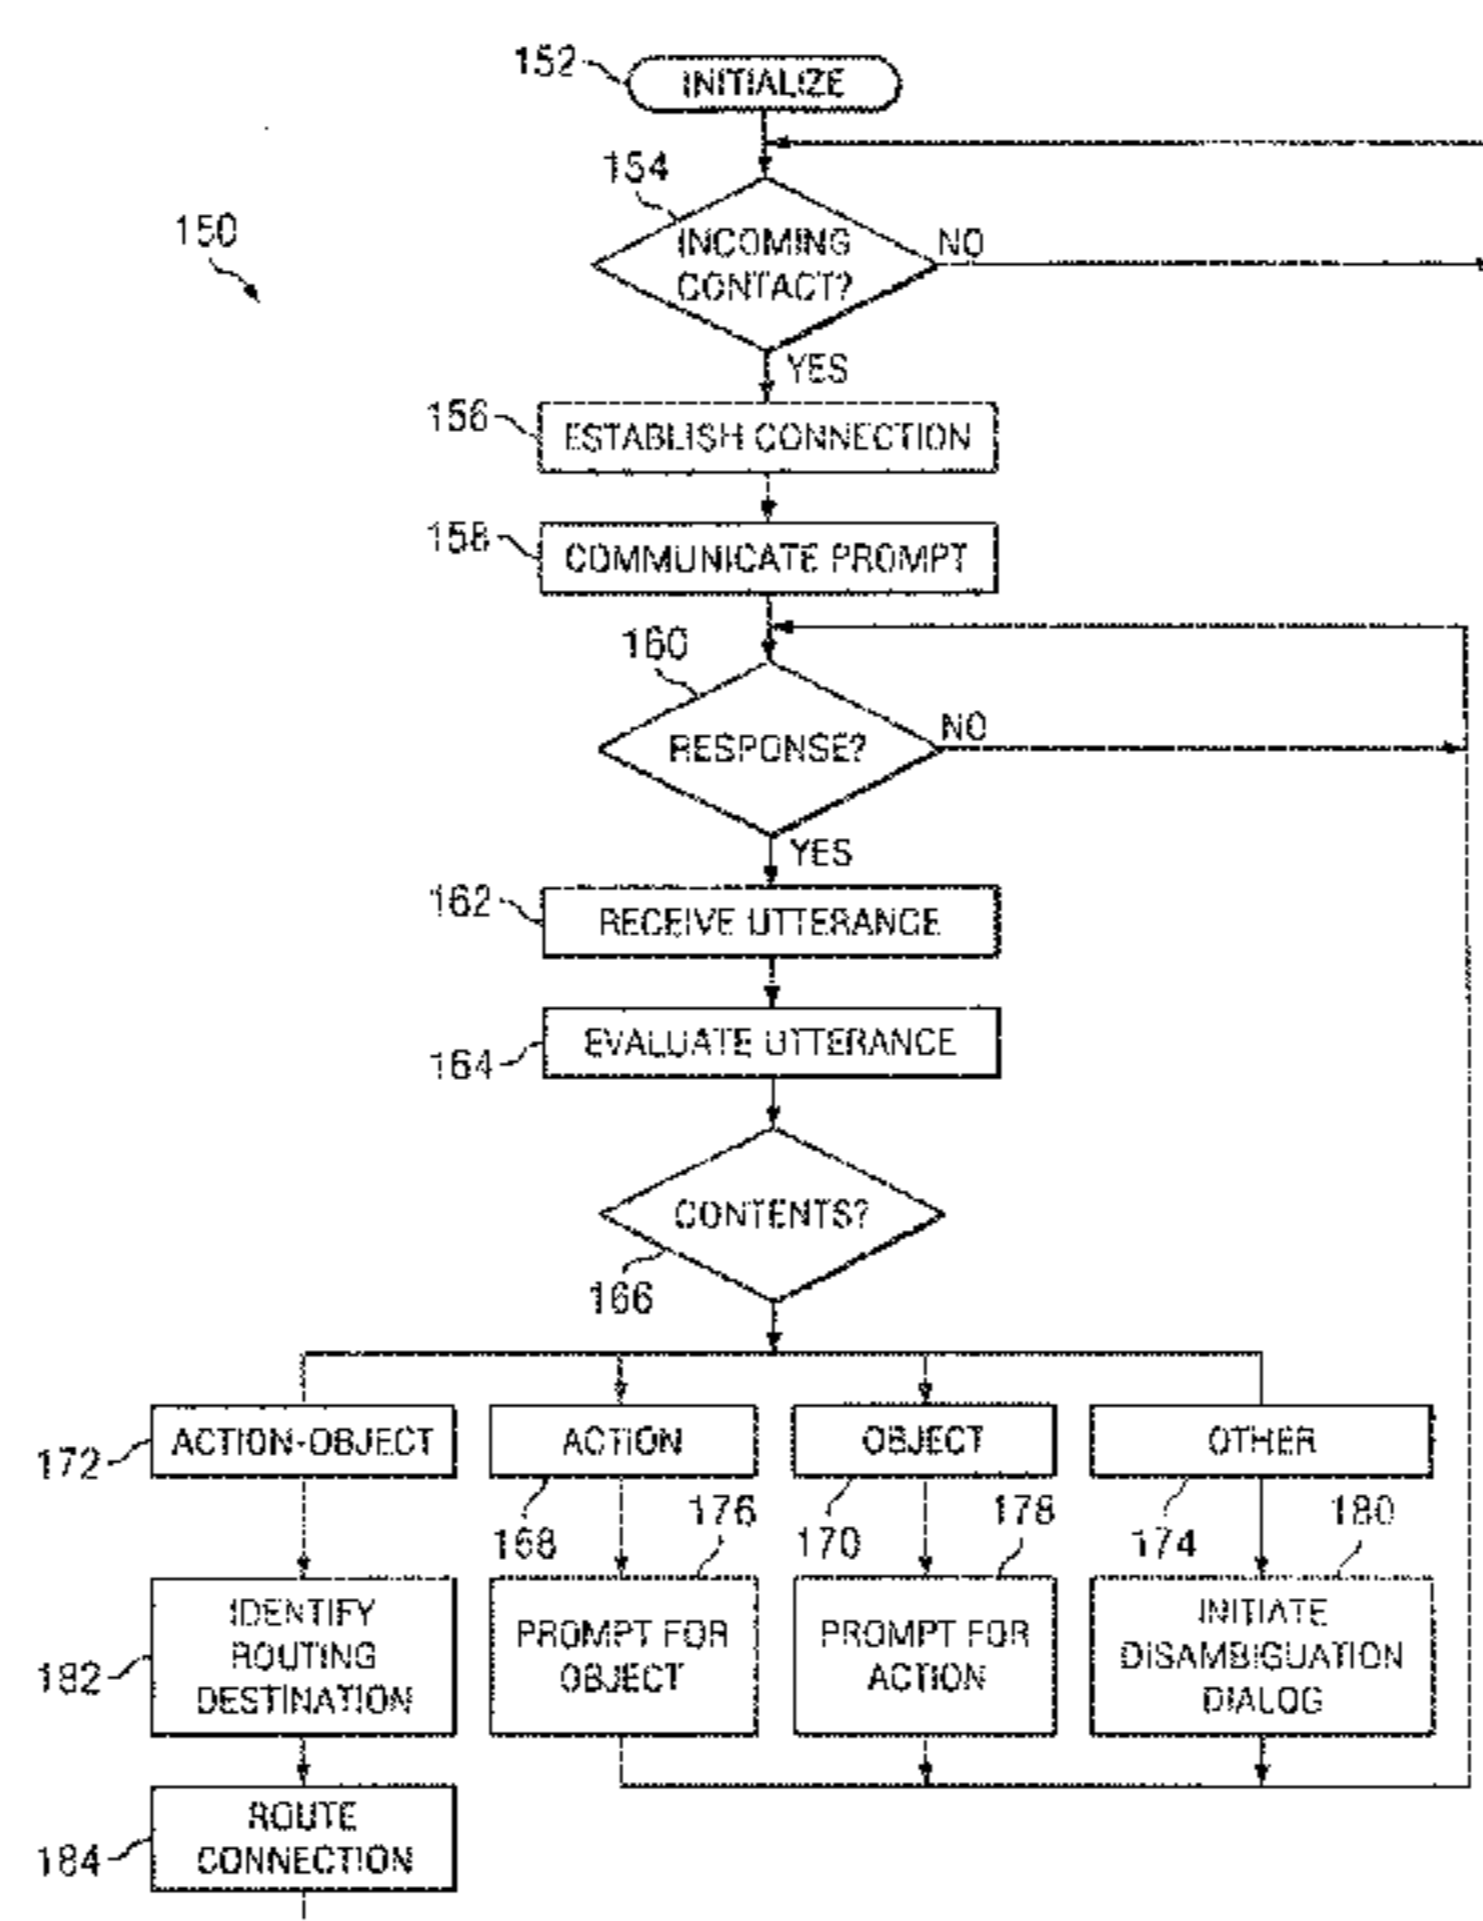 152
INITIALIZE
154
150
INCOMING
CONTACT?
NO
YES
156
ESTABLISH CONNECTION
158
COMMUNICATE PROMPT
160
RESPONSE?
NO
YES
162
RECEIVE UTTERANCE
164
EVALUATE UTTERANCE
CONTENTS?
166
172
ACTION-OBJECT
ACTION
OBJECT
OTHER
168
176
170
178
174
180
182
IDENTIFY
ROUTING
DESTINATION
PROMPT FOR
OBJECT
PROMPT FOR
ACTION
INITIATE
DISAMBIGUATION
DIALOG
184
ROUTE
CONNECTION